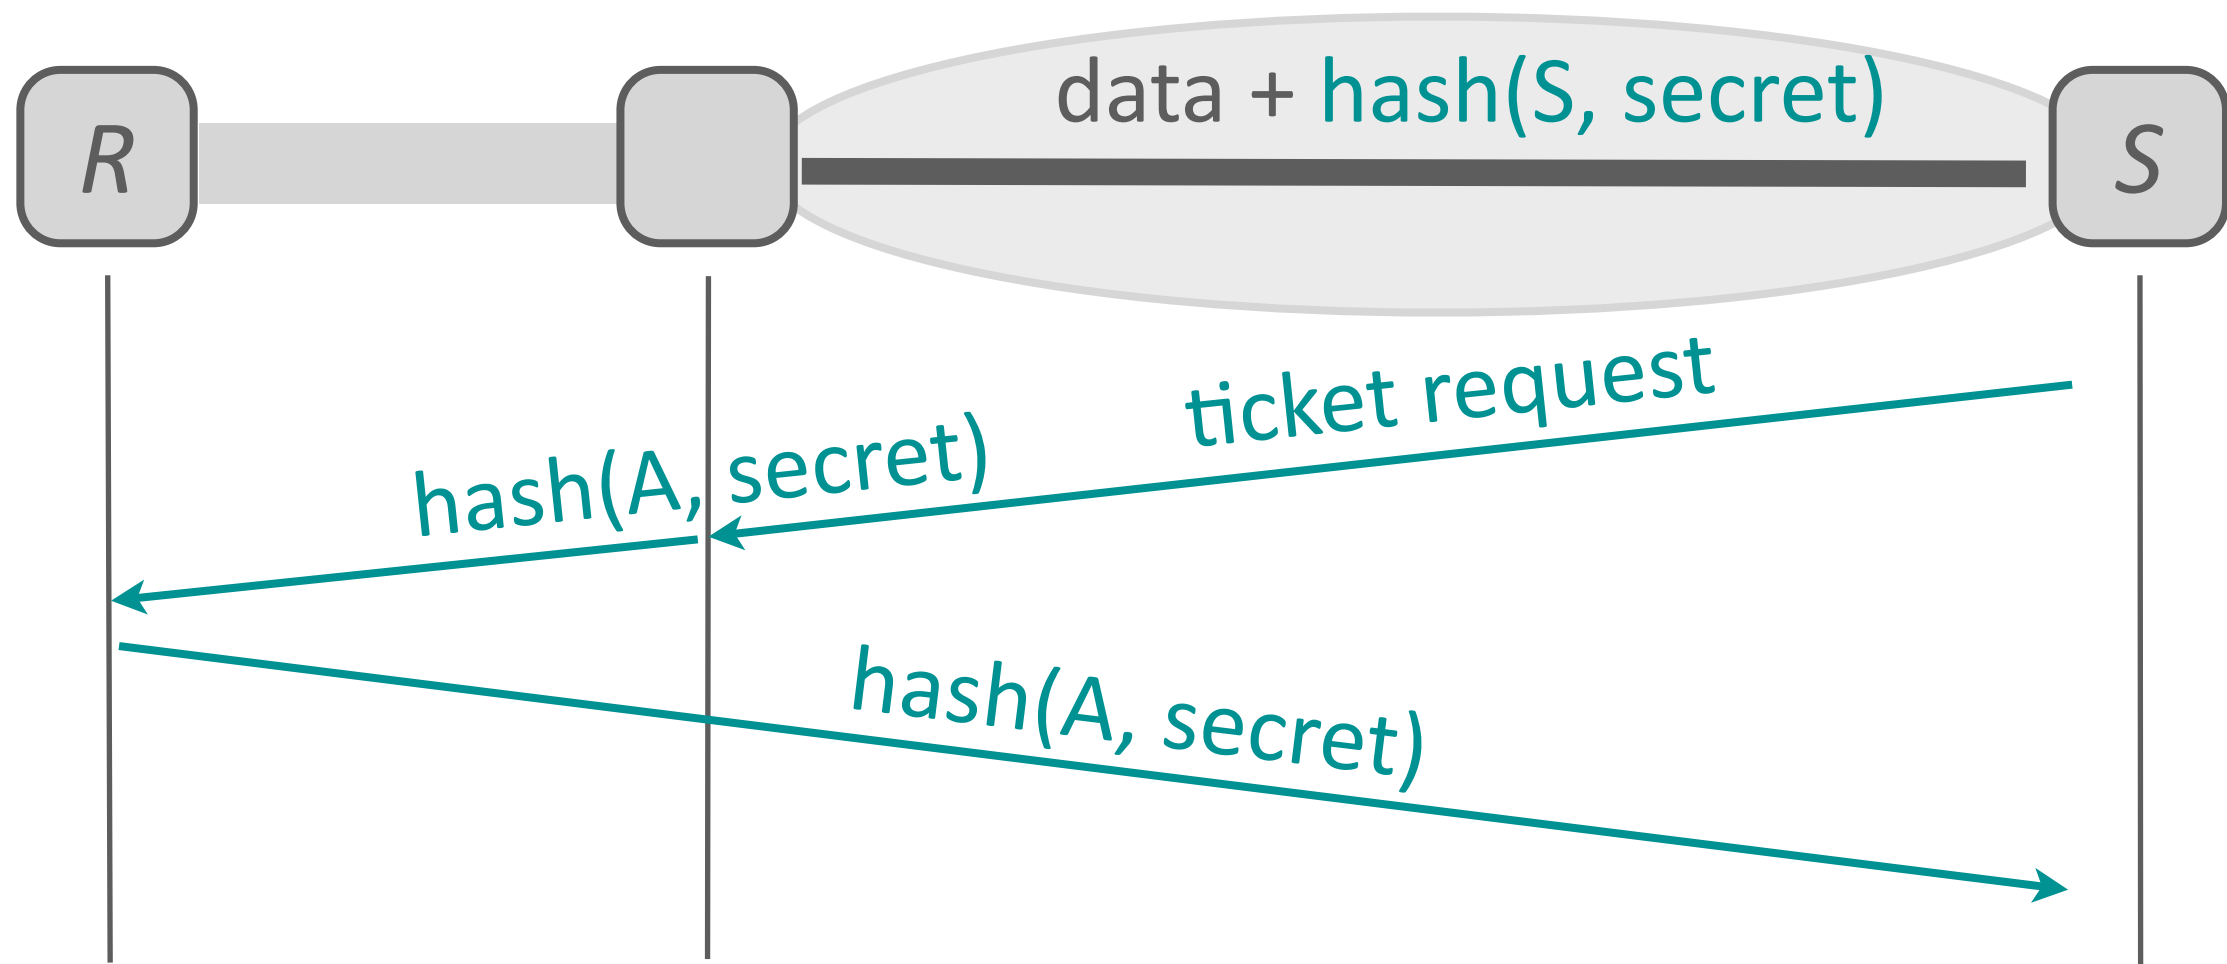 R
data + hash(S, secret)
S
ticket request
hash(A, secret)
hash(A, secret)